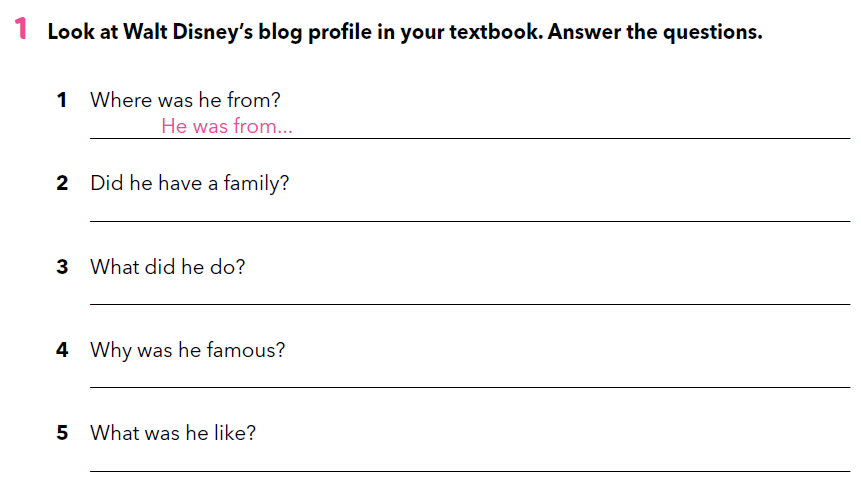 1 Look at Walt Disney's blog profile in your textbook. Answer the questions.
1 Where was he from?
He was from...
2 Did he have a family?
3 What did he do?
4 Why was he famous?
5 What was he like?